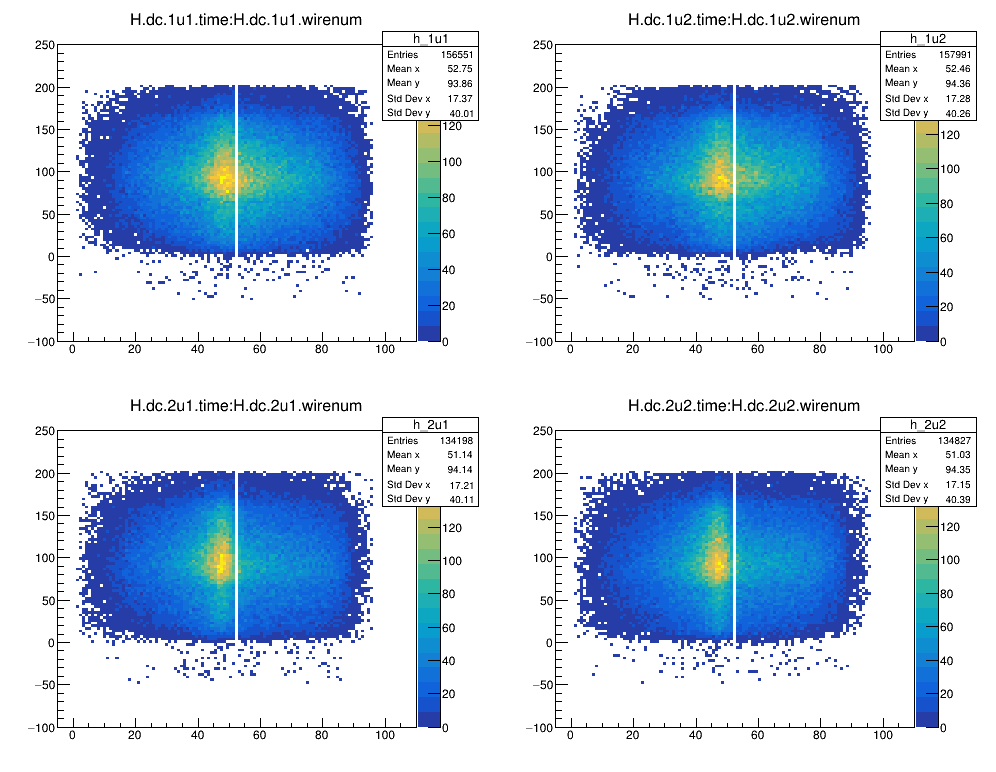 H.dc.1u1.time:H.dc.1u1.wirenum
h_1u1
Entries 156551
Mean x 52.75
Mean y 93.86
Std Dev x 17.37
Std Dev y 40.01
250
200
150
100
50
0
−50
−100
0 20 40 60 80 100
120
100
80
60
40
20
0
H.dc.1u2.time:H.dc.1u2.wirenum
h_1u2
Entries 157991
Mean x 52.46
Mean y 94.36
Std Dev x 17.28
Std Dev y 40.26
250
200
150
100
50
0
−50
−100
0 20 40 60 80 100
120
100
80
60
40
20
0
H.dc.2u1.time:H.dc.2u1.wirenum
h_2u1
Entries 134198
Mean x 51.14
Mean y 94.14
Std Dev x 17.21
Std Dev y 40.11
250
200
150
100
50
0
−50
−100
0 20 40 60 80 100
120
100
80
60
40
20
0
H.dc.2u2.time:H.dc.2u2.wirenum
h_2u2
Entries 134827
Mean x 51.03
Mean y 94.35
Std Dev x 17.15
Std Dev y 40.39
250
200
150
100
50
0
−50
−100
0 20 40 60 80 100
120
100
80
60
40
20
0